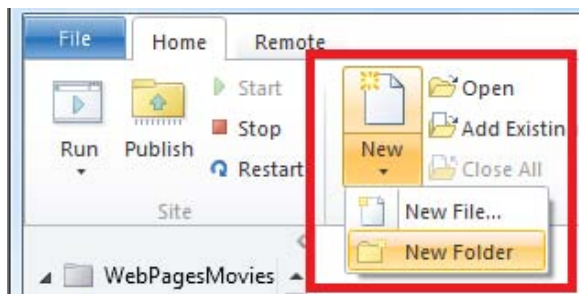 File Home Remote
Start Open
Stop Add Existin
Run Publish Restart New Close All
Site New File...
New Folder
WebPagesMovies